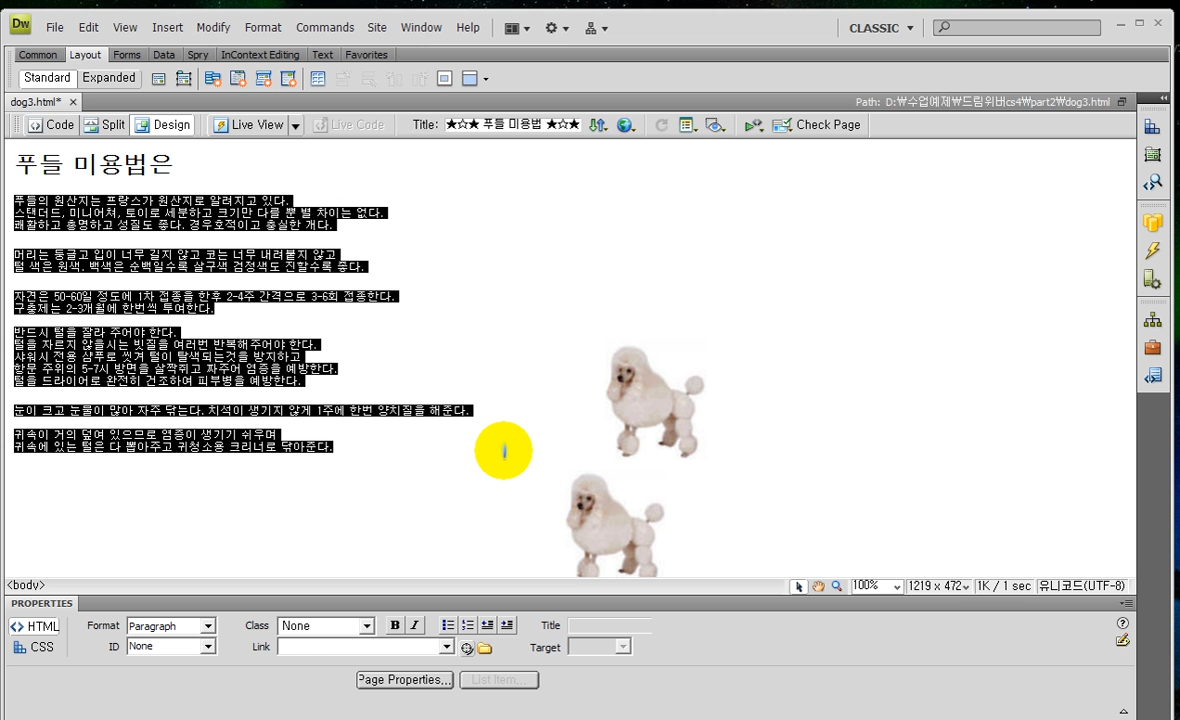 Dw File Edit View Insert Modify Format Commands Site Window Help CLASSIC
Common Layout Forms Data Spry InContext Editing Text Favorites
Standard Expanded
dog3.html* Path: D:₩수업예제₩드림위버cs4₩part2₩dog3.html
Code Split Design Live View Live Code Title: ★☆★ 푸들 미용법 ★☆★ Check Page
푸들 미용법은
푸들의 원산지는 프랑스가 원산지로 알려지고 있다.
스탠더드, 미니어쳐, 토이로 세분하고 크기만 다를 뿐 별 차이는 없다.
쾌활하고 총명하고 성질도 좋다. 경우호적이고 충실한 개다.
머리는 둥글고 입이 너무 길지 않고 코는 너무 내려붙지 않고
털 색은 원색. 백색은 순백일수록 살구색 검정색도 진할수록 좋다.
자견은 50-60일 정도에 1차 접종을 한후 2-4주 간격으로 3-6회 접종한다.
구충제는 2-3개월에 한번씩 투여한다.
반드시 털을 잘라 주어야 한다.
털을 자르지 않을시는 빗질을 여러번 반복해주어야 한다.
샤워시 전용 샴푸로 씻겨 털이 탈색되는것을 방지하고
항문 주위의 5-7시 방면을 살짝쥐고 짜주어 염증을 예방한다.
털을 드라이어로 완전히 건조하여 피부병을 예방한다.
눈이 크고 눈물이 많아 자주 닦는다. 치석이 생기지 않게 1주에 한번 양치질을 해준다.
귀속이 거의 덮여 있으므로 염증이 생기기 쉬우며
귀속에 있는 털은 다 뽑아주고 귀청소용 크리너로 닦아준다.
<body> 100% 1219 x 472 1K / 1 sec 유니코드(UTF-8)
PROPERTIES
<> HTML Format Paragraph Class None B I Title
CSS ID None Link Target
Page Properties... List Item...